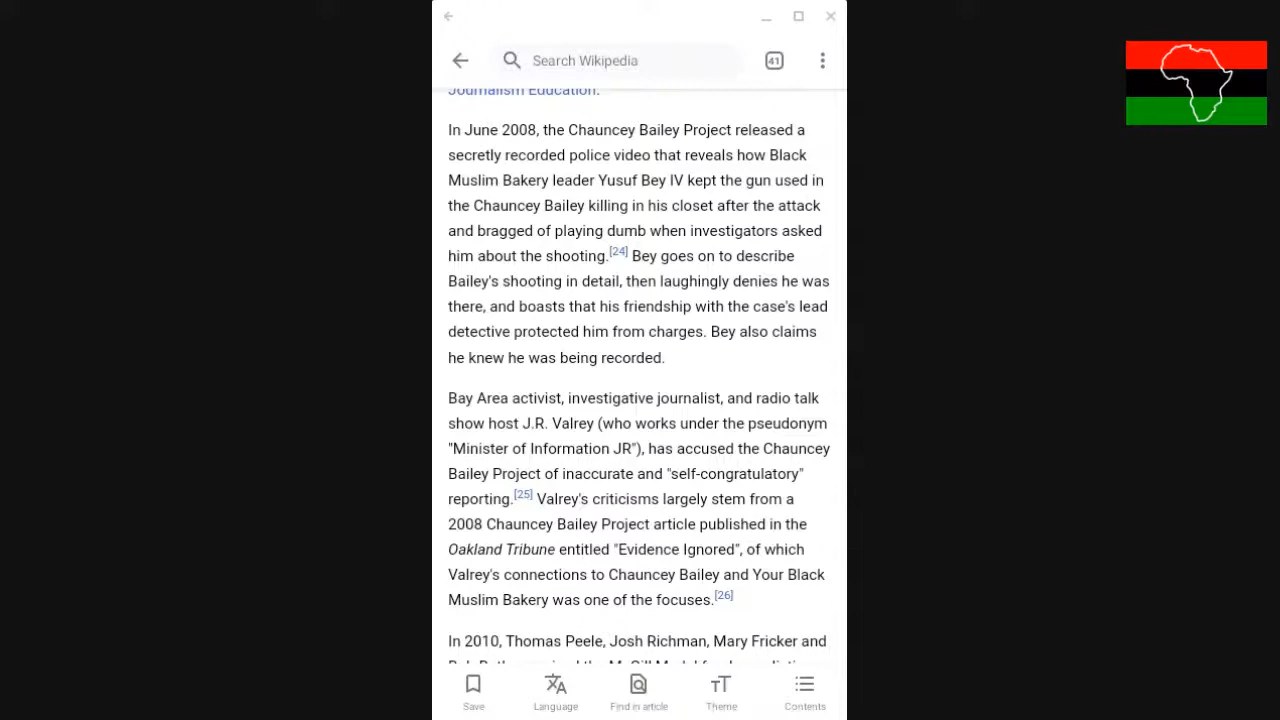 Search Wikipedia
41
Journalism Education.
In June 2008, the Chauncey Bailey Project released a
secretly recorded police video that reveals how Black
Muslim Bakery leader Yusuf Bey IV kept the gun used in
the Chauncey Bailey killing in his closet after the attack
and bragged of playing dumb when investigators asked
him about the shooting.[24] Bey goes on to describe
Bailey's shooting in detail, then laughingly denies he was
there, and boasts that his friendship with the case's lead
detective protected him from charges. Bey also claims
he knew he was being recorded.
Bay Area activist, investigative journalist, and radio talk
show host J.R. Valrey (who works under the pseudonym
"Minister of Information JR"), has accused the Chauncey
Bailey Project of inaccurate and "self-congratulatory"
reporting.[25] Valrey's criticisms largely stem from a
2008 Chauncey Bailey Project article published in the
Oakland Tribune entitled "Evidence Ignored", of which
Valrey's connections to Chauncey Bailey and Your Black
Muslim Bakery was one of the focuses.[26]
In 2010, Thomas Peele, Josh Richman, Mary Fricker and
Save
Language
Find in article
Theme
Contents